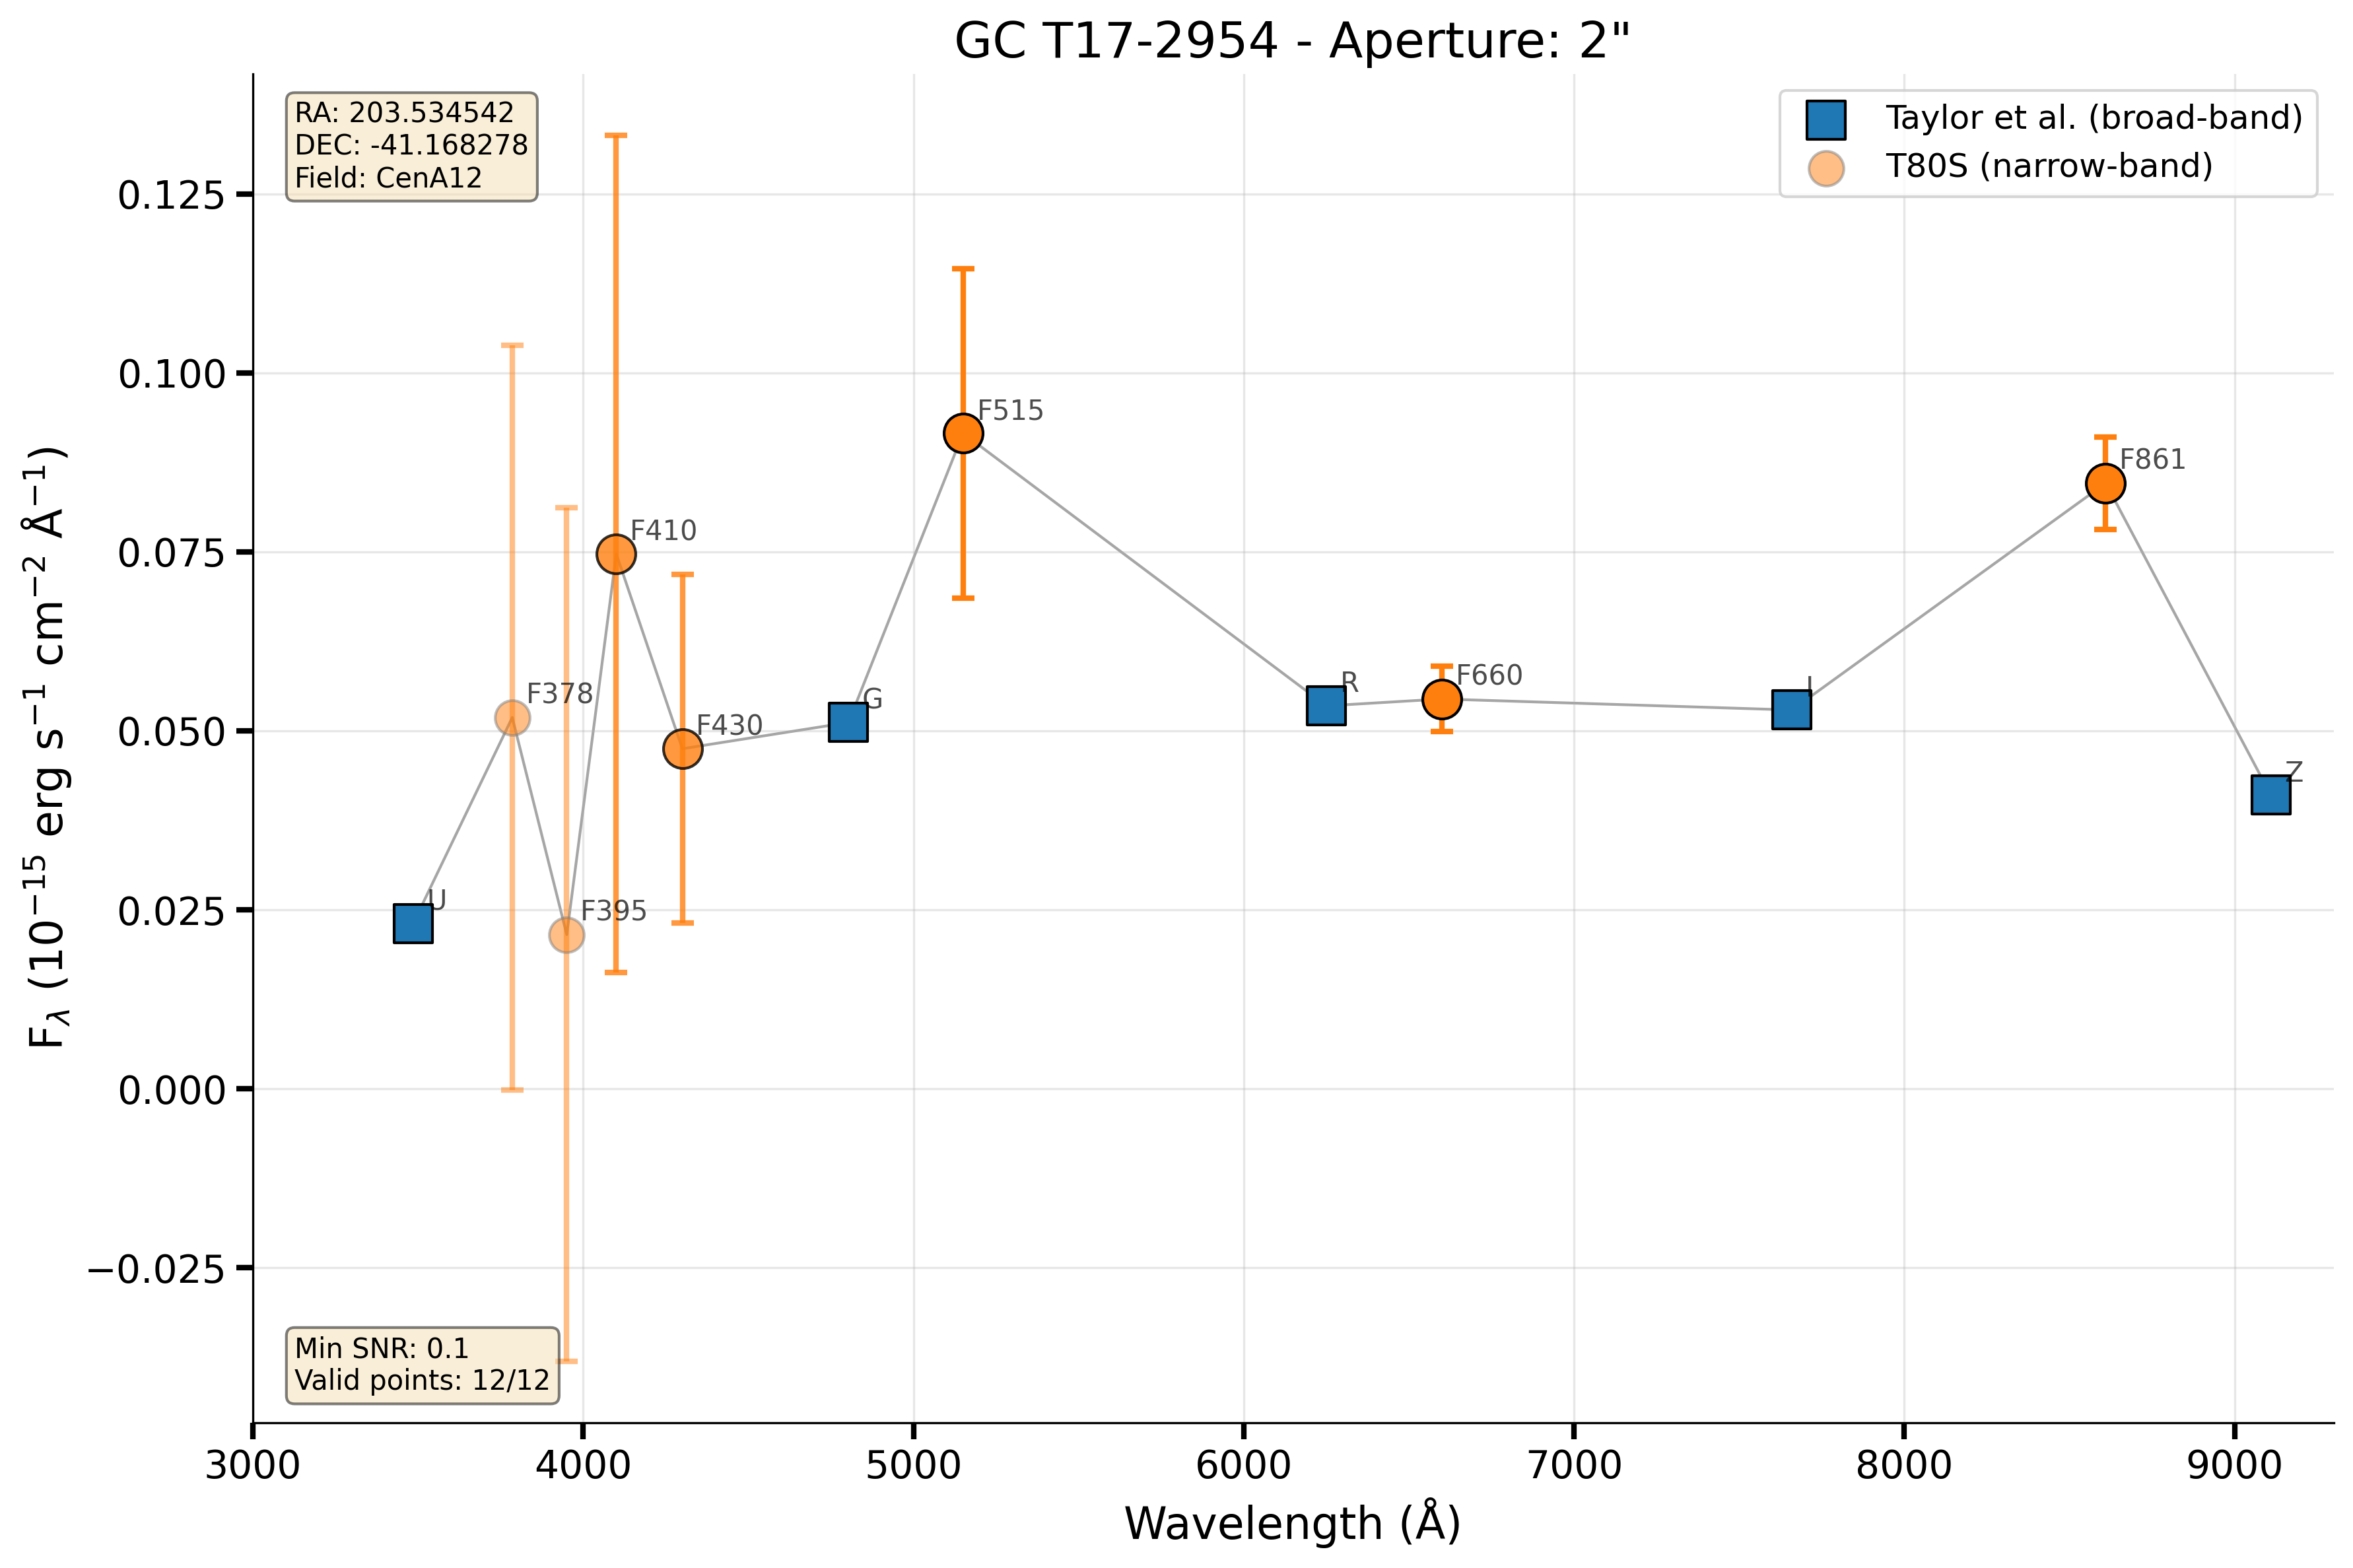 GC T17-2954 - Aperture: 2"
RA: 203.534542
DEC: -41.168278
Field: CenA12
Taylor et al. (broad-band)
T80S (narrow-band)
0.125
0.100
0.075
0.050
0.025
0.000
−0.025
F$_λ$ (10$^{−15}$ erg s$^{−1}$ cm$^{−2}$ Å$^{−1}$)
U
F378
F395
F410
F430
G
F515
R
F660
I
F861
Z
Min SNR: 0.1
Valid points: 12/12
3000 4000 5000 6000 7000 8000 9000
Wavelength (Å)